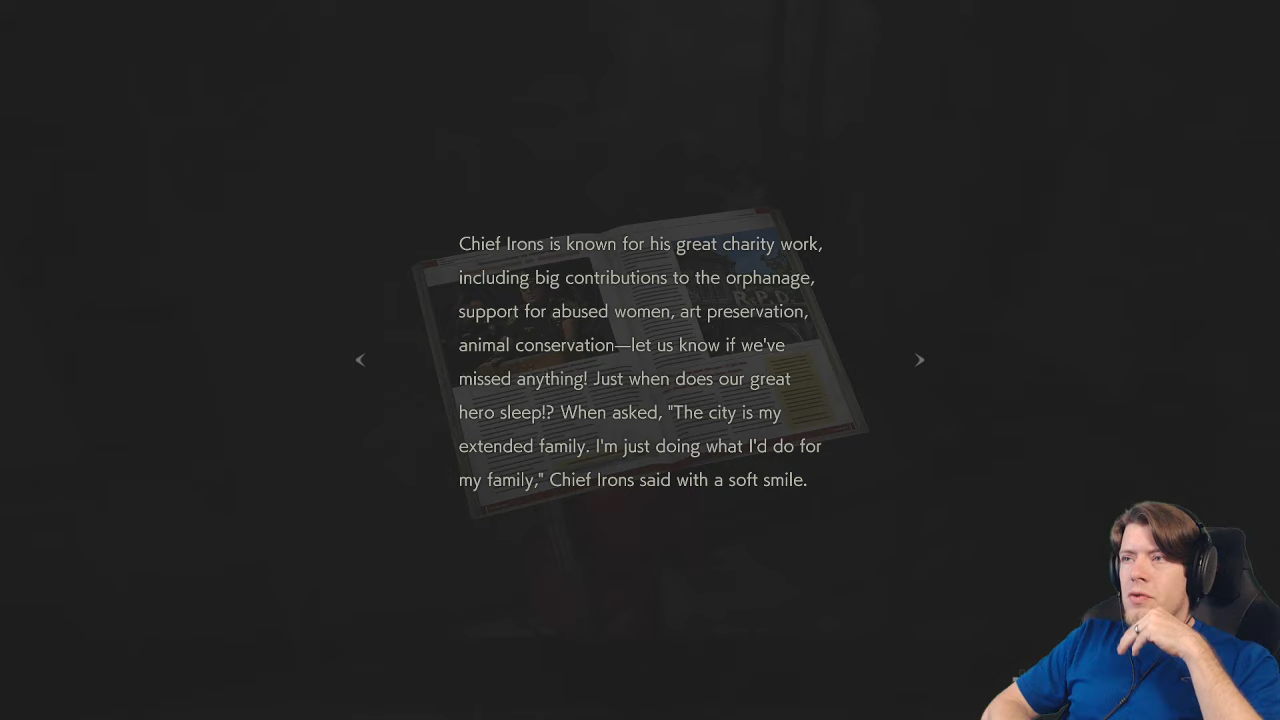 Chief Irons is known for his great charity work,
including big contributions to the orphanage,
support for abused women, art preservation,
animal conservation—let us know if we've
missed anything! Just when does our great
hero sleep!? When asked, "The city is my
extended family. I'm just doing what I'd do for
my family," Chief Irons said with a soft smile.
R.P.D.